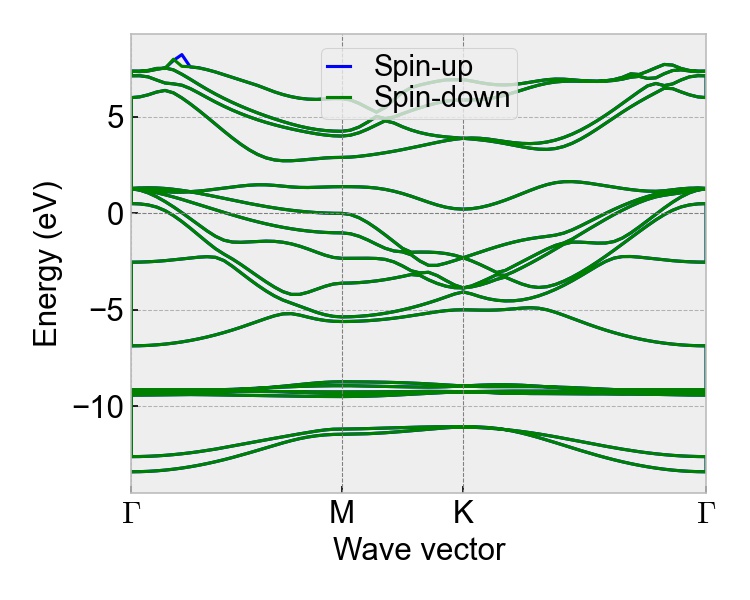 Spin-up
Spin-down
5
0
−5
−10
Energy (eV)
Γ M K Γ
Wave vector